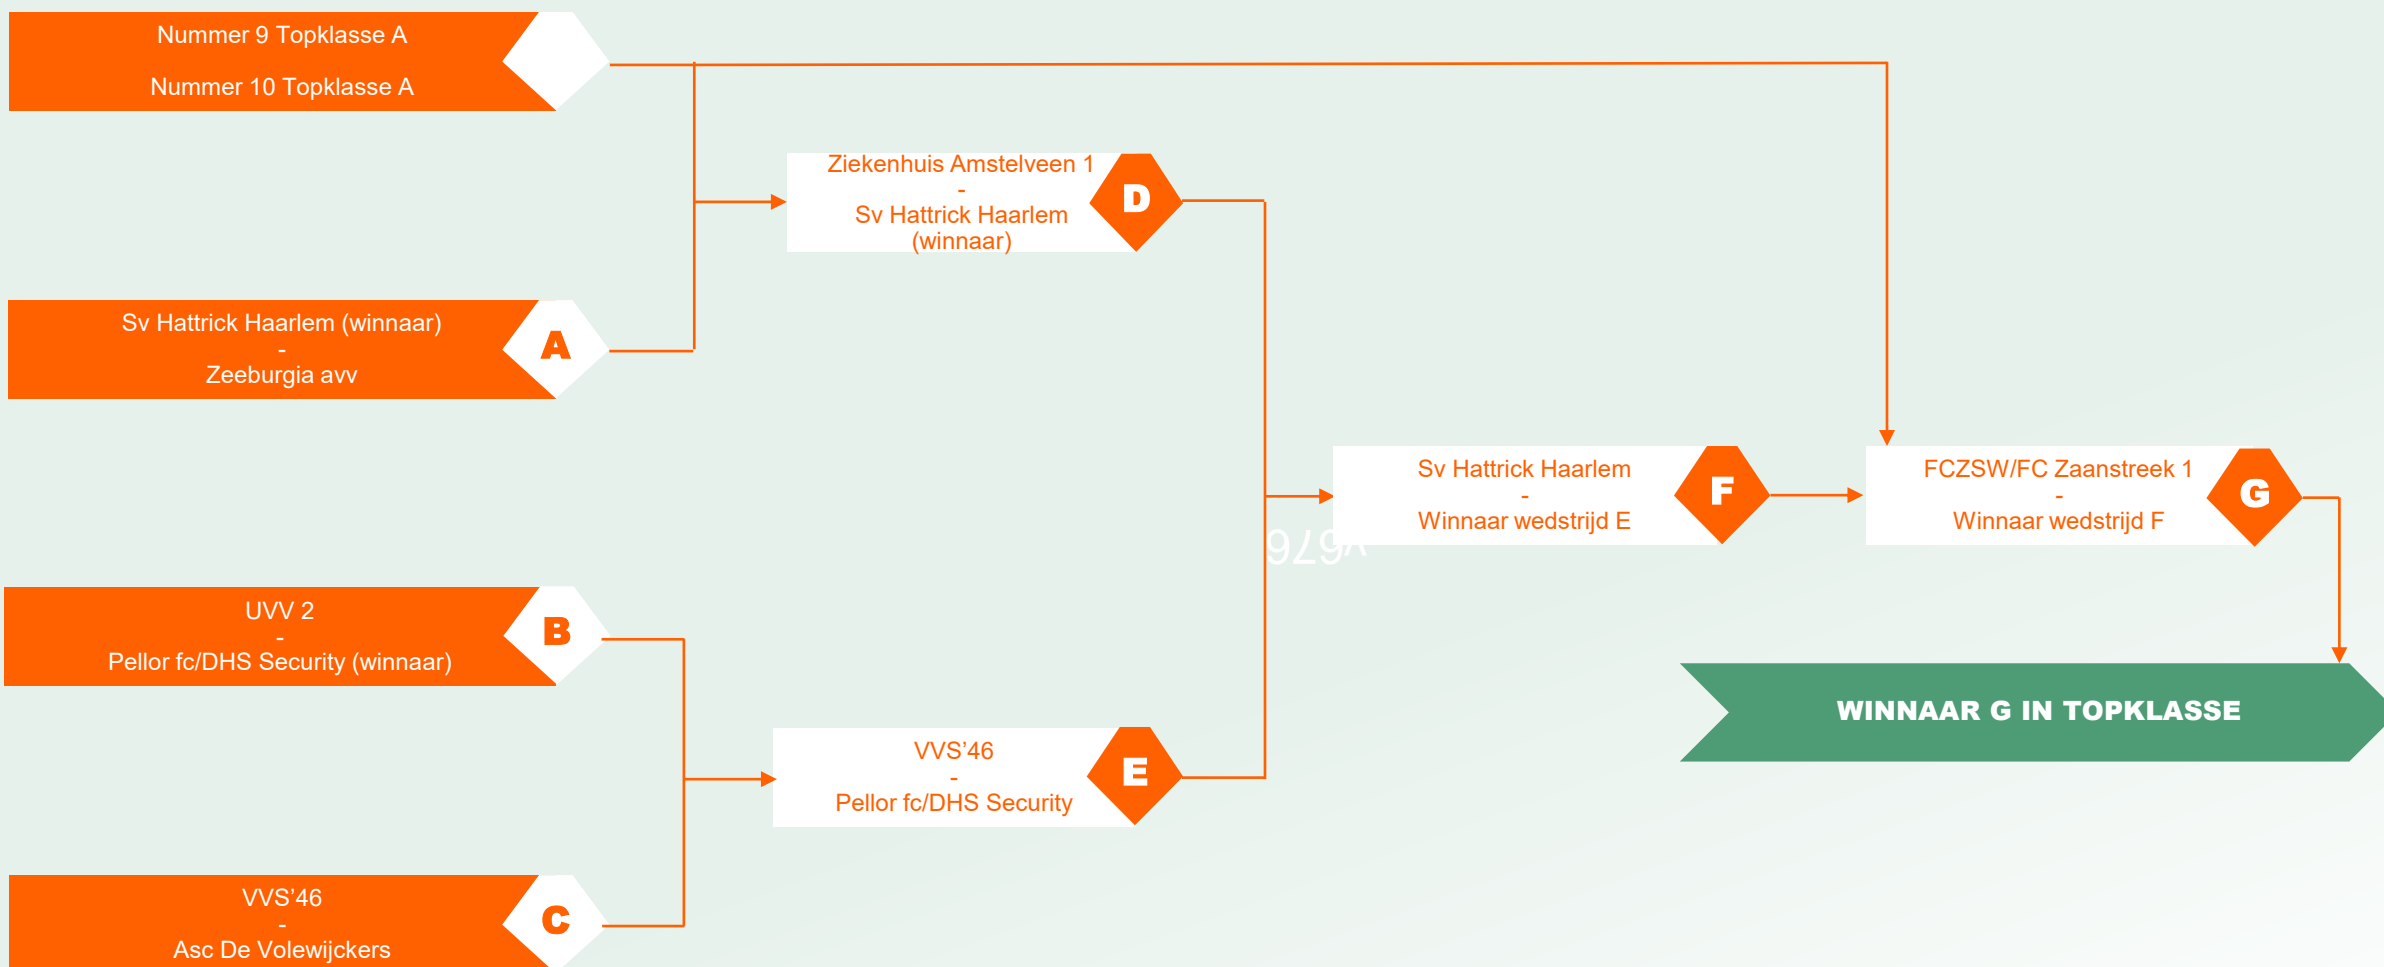 Nummer 9 Topklasse A
Nummer 10 Topklasse A
Ziekenhuis Amstelveen 1
-
Sv Hattrick Haarlem
(winnaar)
D
Sv Hattrick Haarlem (winnaar)
-
Zeeburgia avv
A
Sv Hattrick Haarlem
-
Winnaar wedstrijd E
F
FCZSW/FC Zaanstreek 1
-
Winnaar wedstrijd F
G
UVV 2
-
Pellor fc/DHS Security (winnaar)
B
WINNAAR G IN TOPKLASSE
VVS’46
-
Pellor fc/DHS Security
E
VVS’46
-
Asc De Volewijckers
C